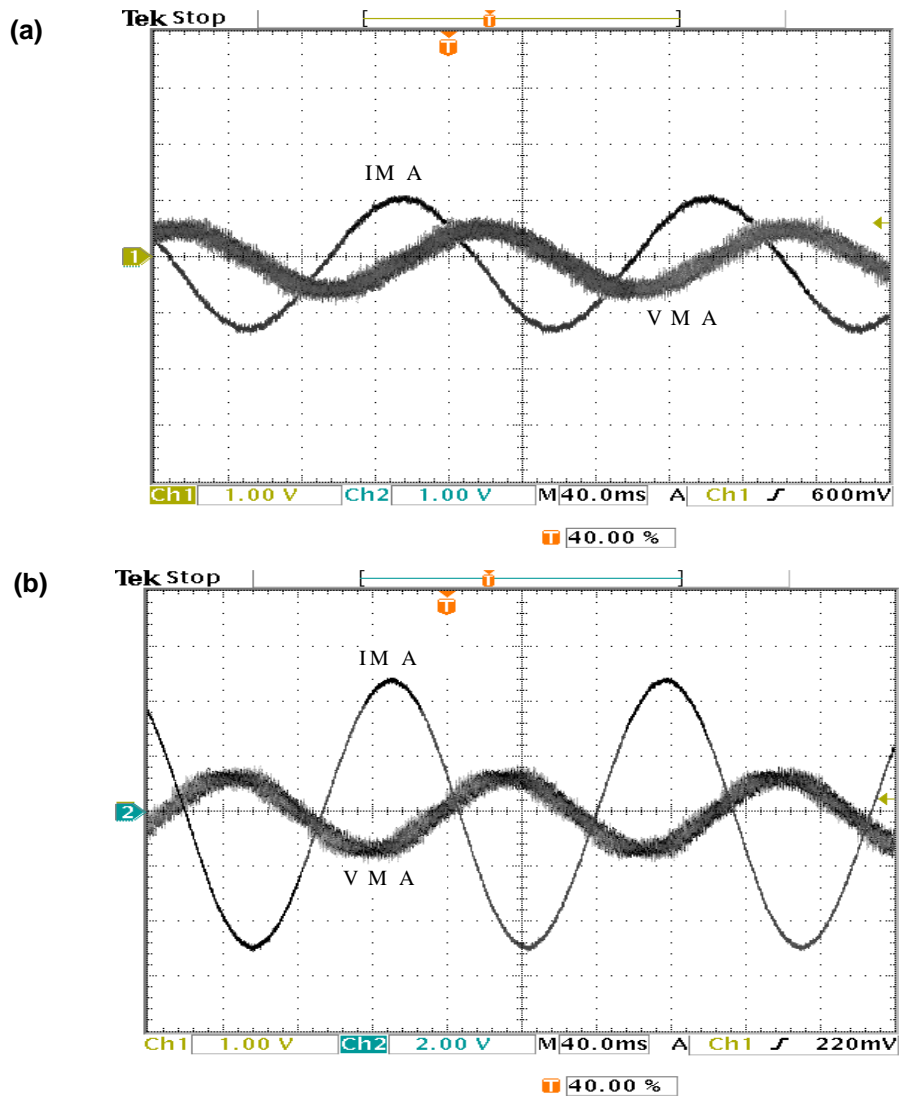 (a)
Tek Stop
T
T
IM A
1
V M A
Ch1 1.00 V Ch2 1.00 V M 40.0ms A Ch1 600mV
T 40.00 %
(b)
Tek Stop
T
T
IM A
2
V M A
Ch1 1.00 V Ch2 2.00 V M 40.0ms A Ch1 220mV
T 40.00 %